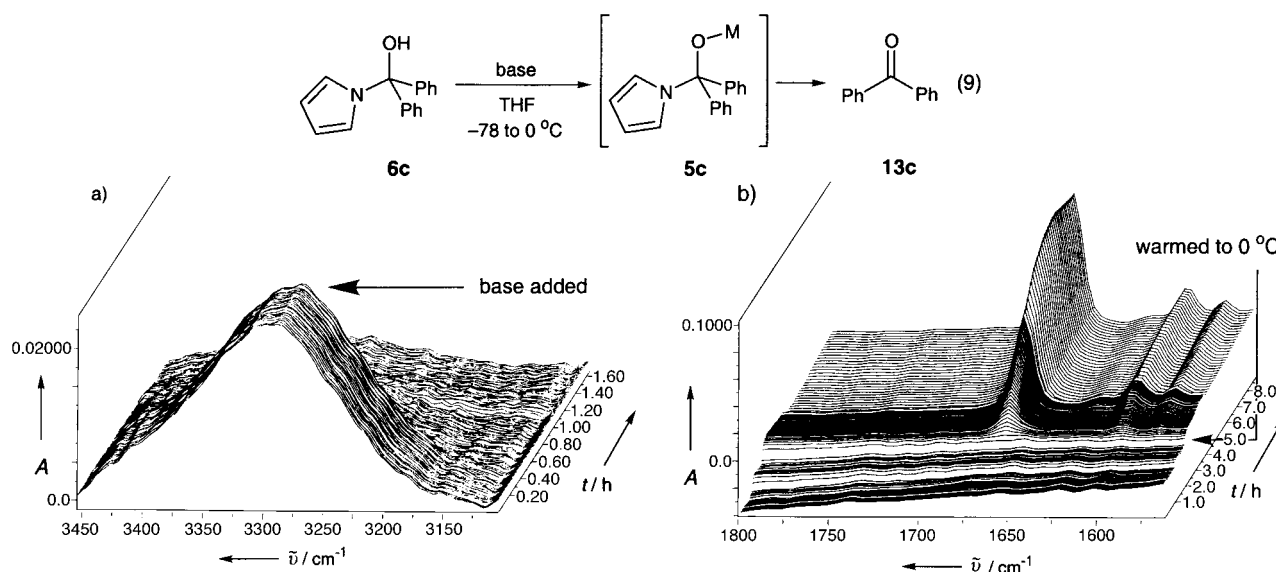 OH
N
Ph
Ph
6c
base
THF
–78 to 0 °C
O–M
N
Ph
Ph
5c
O
Ph
Ph
13c
(9)
a)
base added
0.02000
A
0.0
3450 3400 3350 3300 3250 3200 3150
ῦ / cm⁻¹
0.20
0.40
0.60
0.80
1.00
1.20
1.40
1.60
t / h
b)
warmed to 0 °C
0.1000
A
0.0
1800 1750 1700 1650 1600
ῦ / cm⁻¹
1.0
2.0
3.0
4.0
5.0
6.0
7.0
8.0
t / h